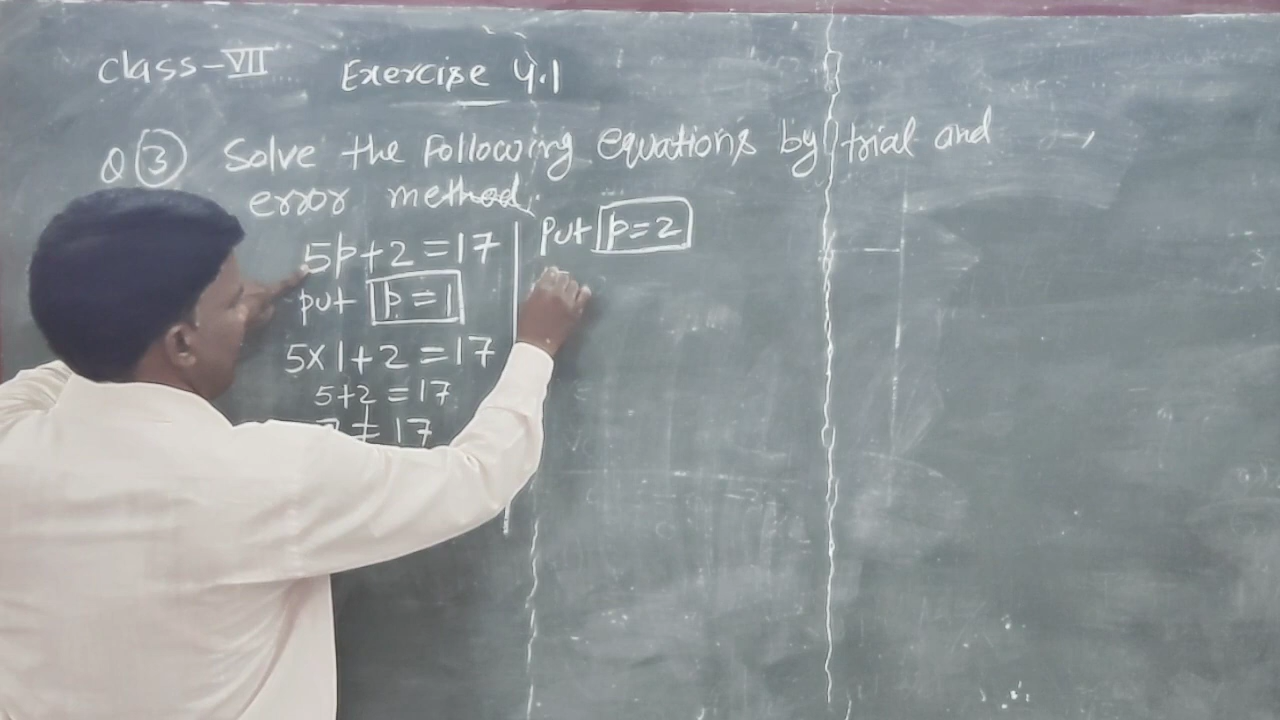 Class-VII Exercise 4.1
Q ③ Solve the following equations by trial and
error method.
5p+2=17
put p=1
5×1+2=17
5+2=17
7≠17
put p=2